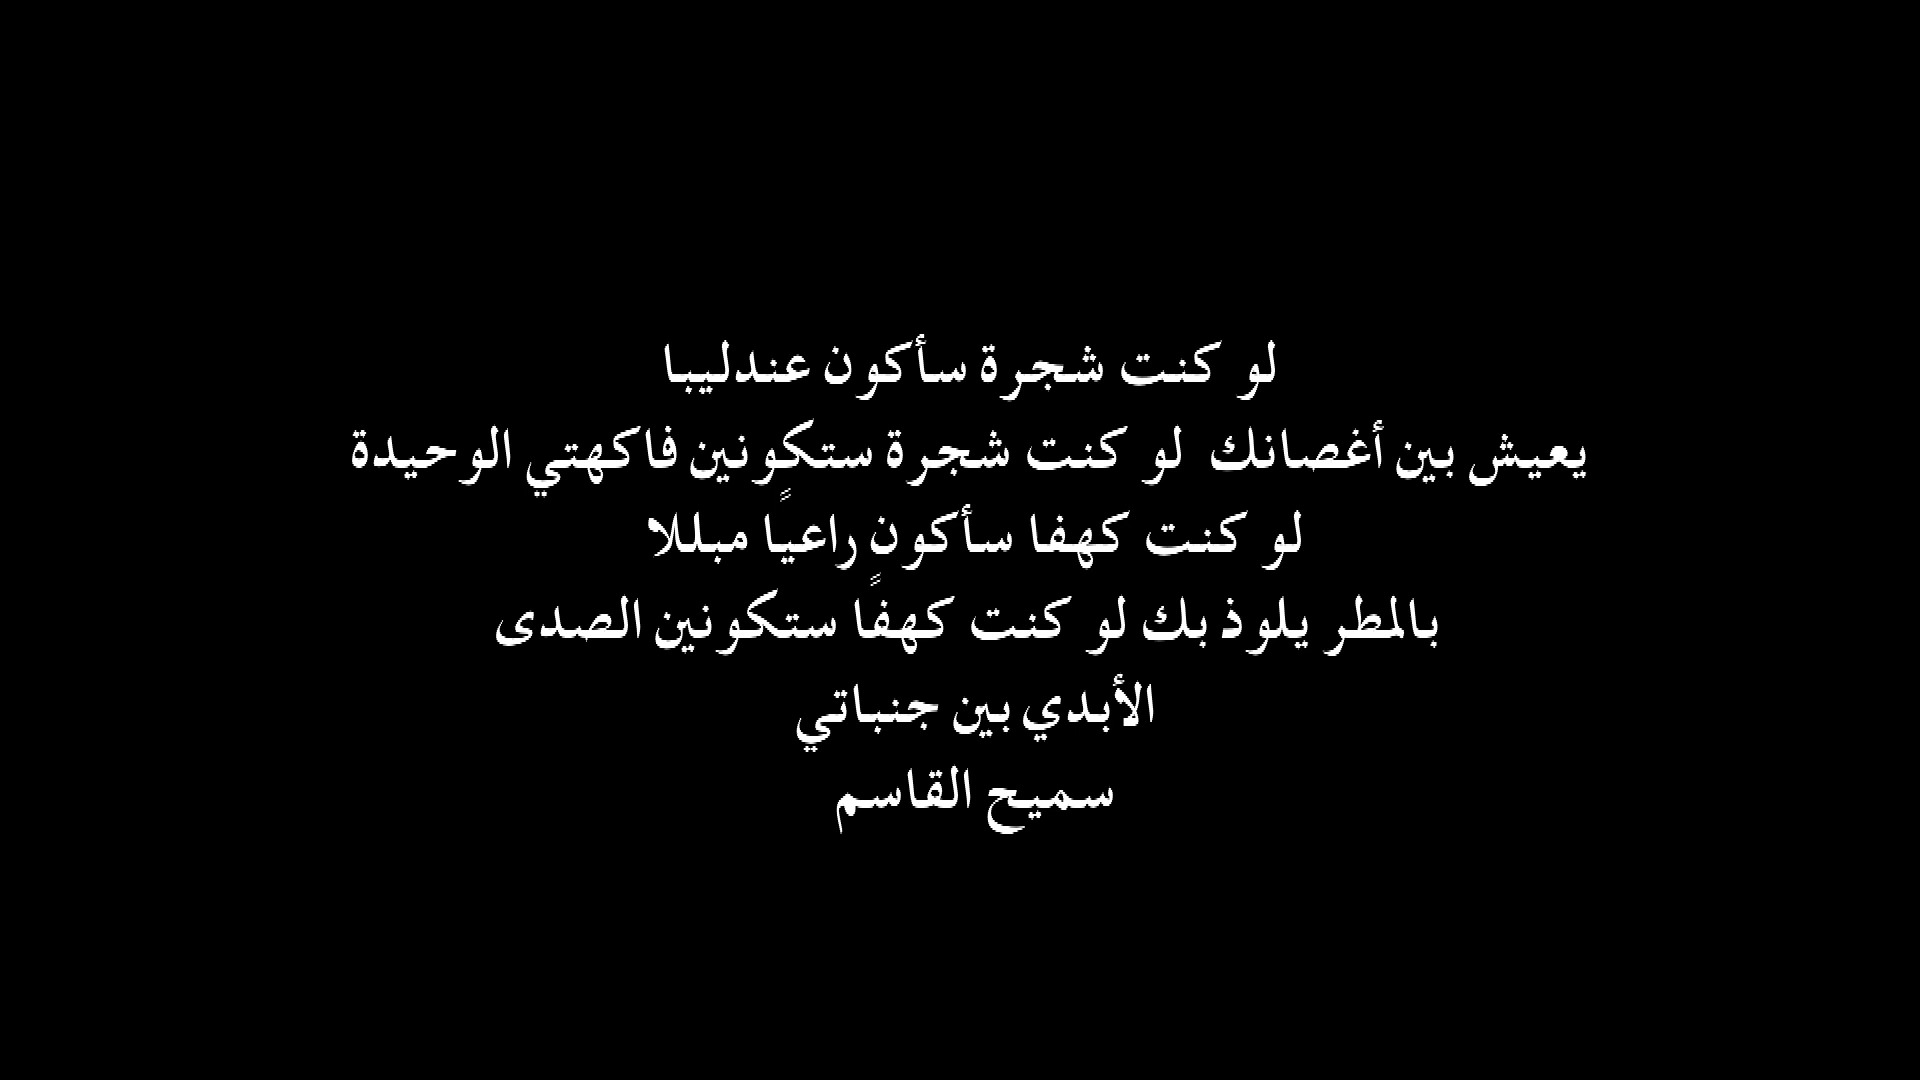 لو كنت شجرة سأكون عندليبا
يعيش بين أغصانك  لو كنت شجرة ستكونين فاكهتي الوحيدة
لو كنت كهفا سأكون راعيًا مبللا
بالمطر يلوذ بك لو كنت كهفًا ستكونين الصدى
الأبدي بين جنباتي
سميح القاسم